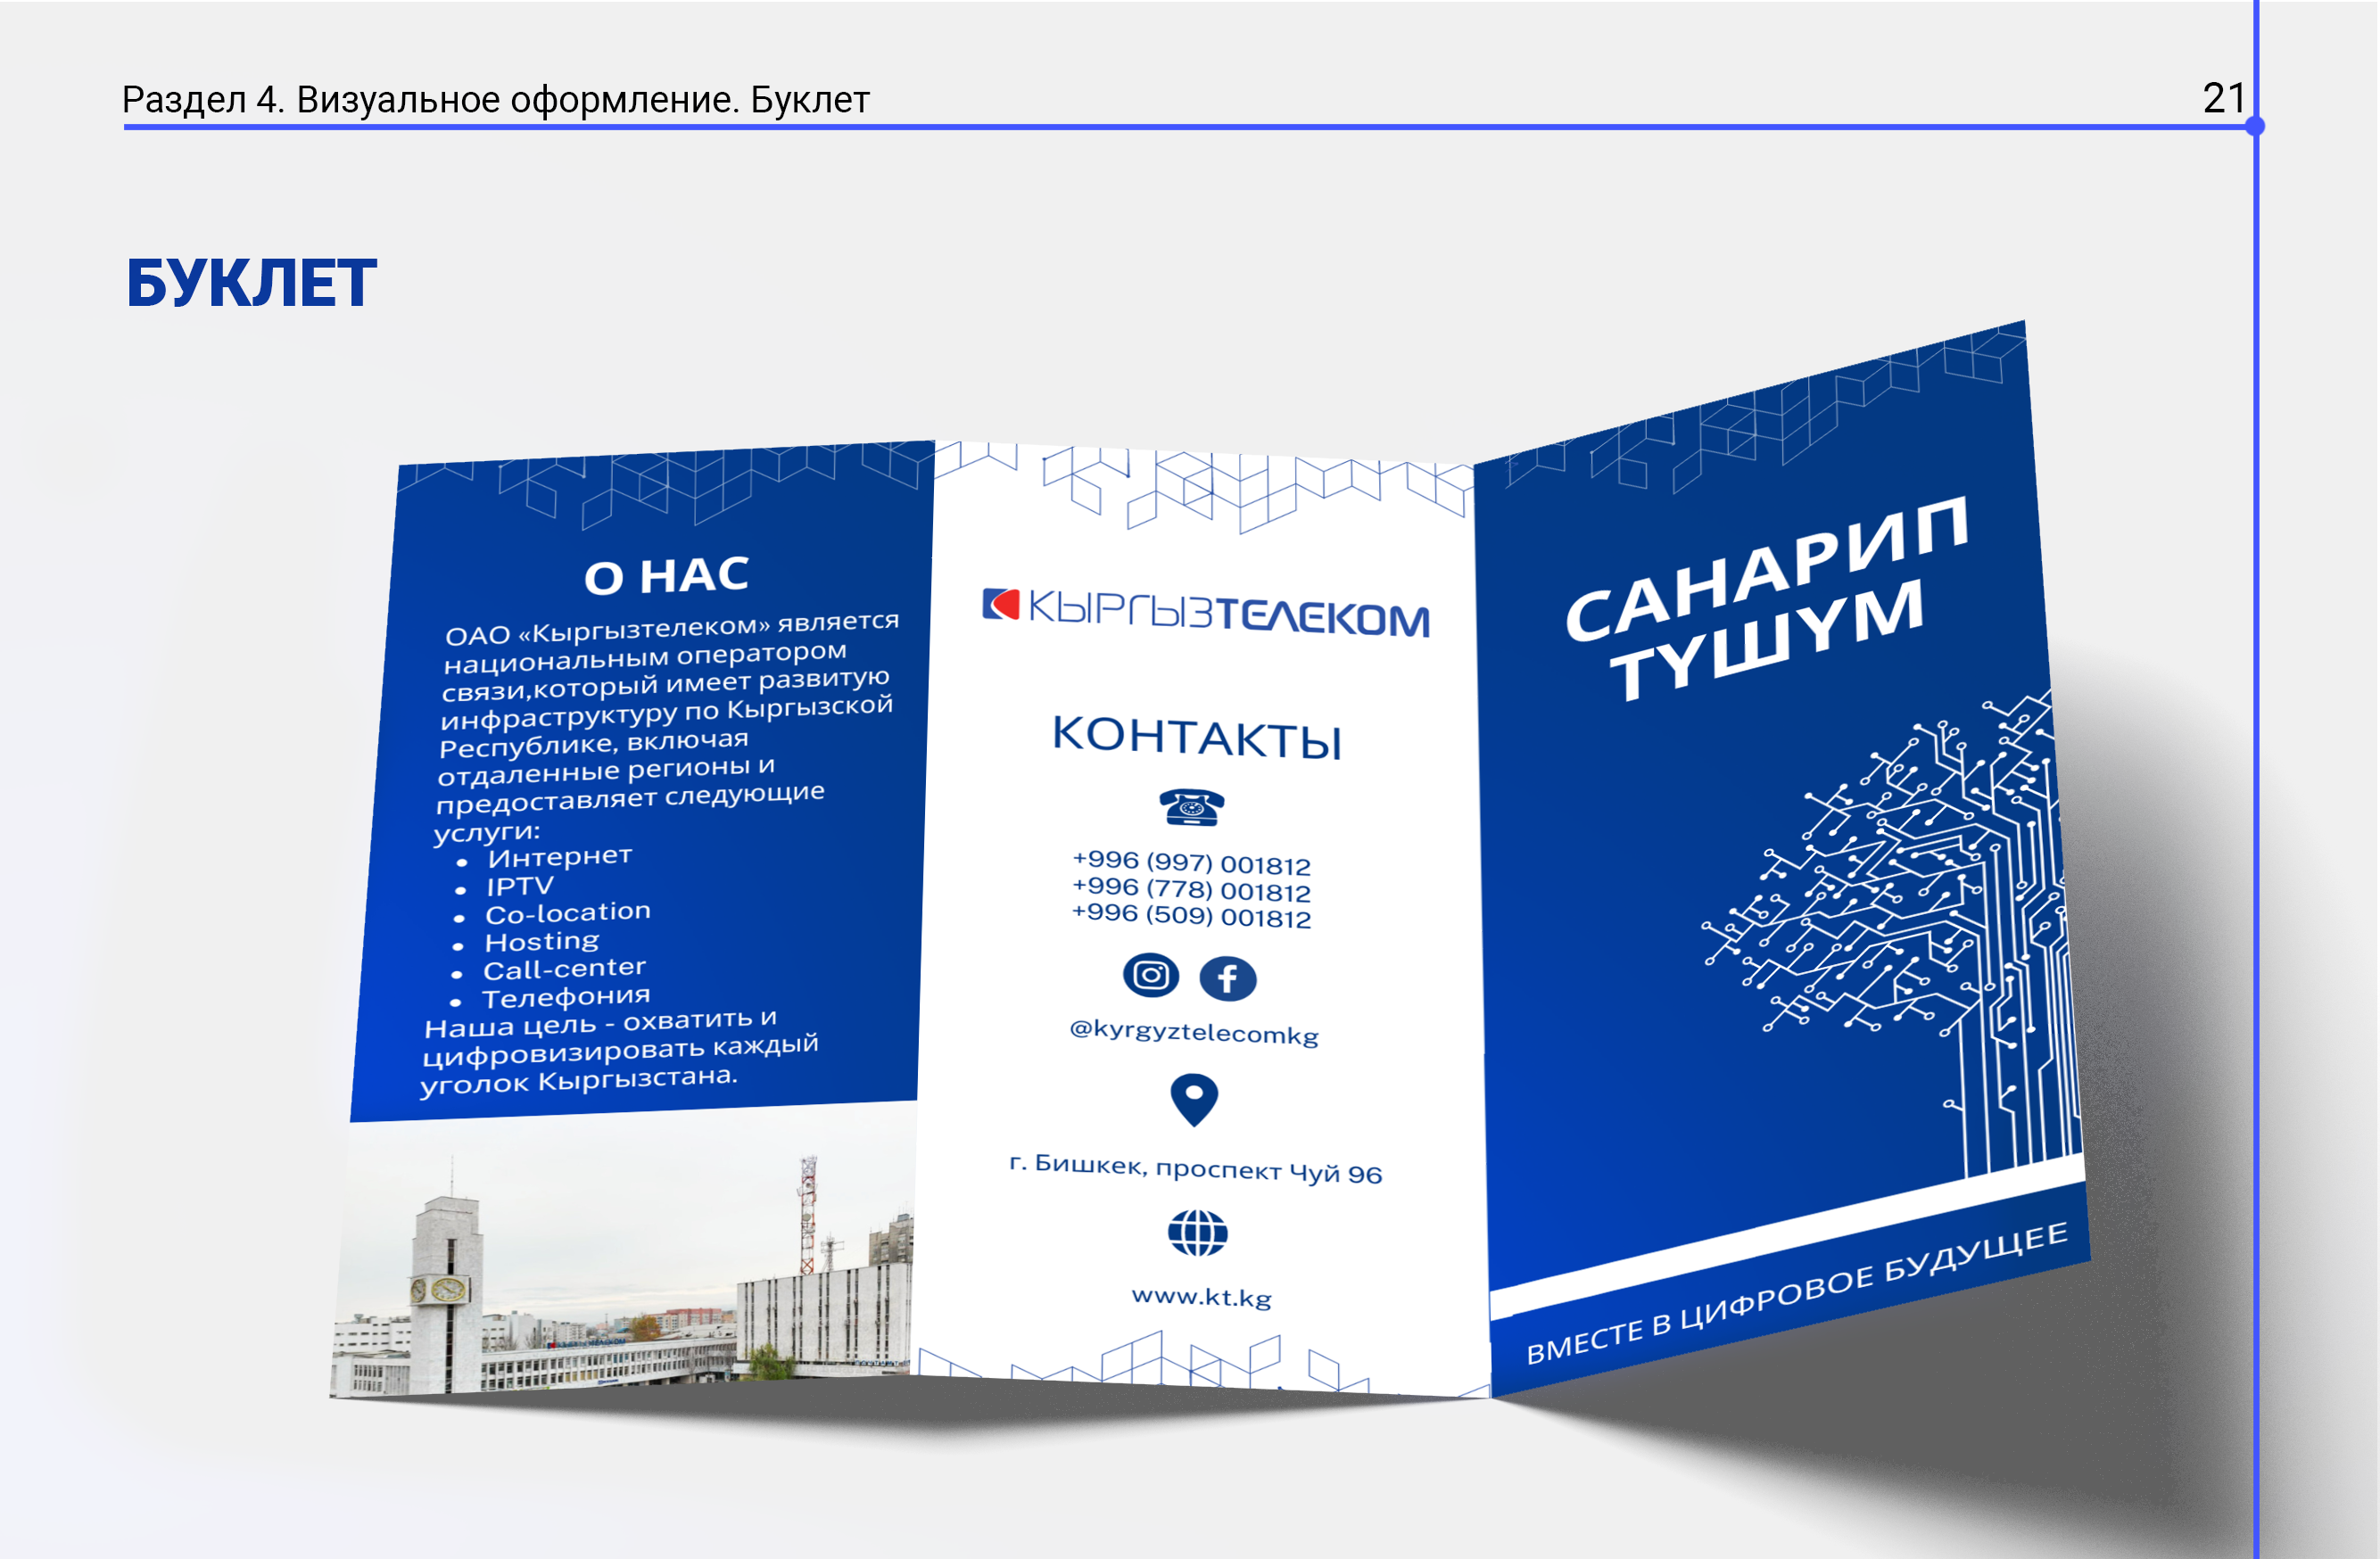 Раздел 4. Визуальное оформление. Буклет
21
БУКЛЕТ
О НАС
ОАО «Кыргызтелеком» является
национальным оператором
связи,который имеет развитую
инфраструктуру по Кыргызской
Республике, включая
отдаленные регионы и
предоставляет следующие
услуги:
• Интернет
• IPTV
• Co-location
• Hosting
• Call-center
• Телефония
Наша цель - охватить и
цифровизировать каждый
уголок Кыргызстана.
КЫРГЫЗТЕЛЕКОМ
КОНТАКТЫ
+996 (997) 001812
+996 (778) 001812
+996 (509) 001812
@kyrgyztelecomkg
г. Бишкек, проспект Чуй 96
www.kt.kg
САНАРИП
ТҮШҮМ
ВМЕСТЕ В ЦИФРОВОЕ БУДУЩЕЕ